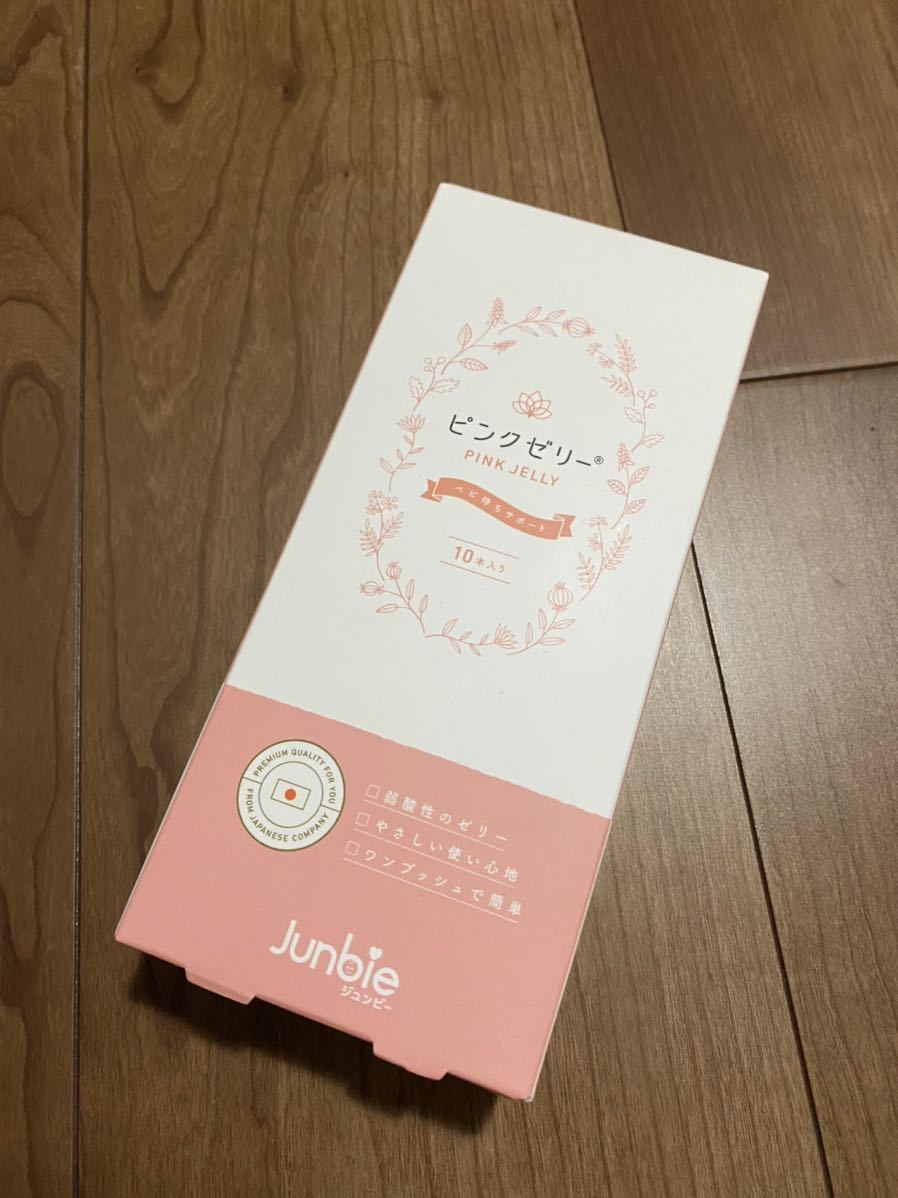 ピンクゼリー®
PINK JELLY
ベビ待ちサポート
10本入り
PREMIUM QUALITY FOR YOU
FROM JAPANESE COMPANY
□弱酸性のゼリー
□やさしい使い心地
□ワンプッシュで簡単
Junbie
ジュンビー